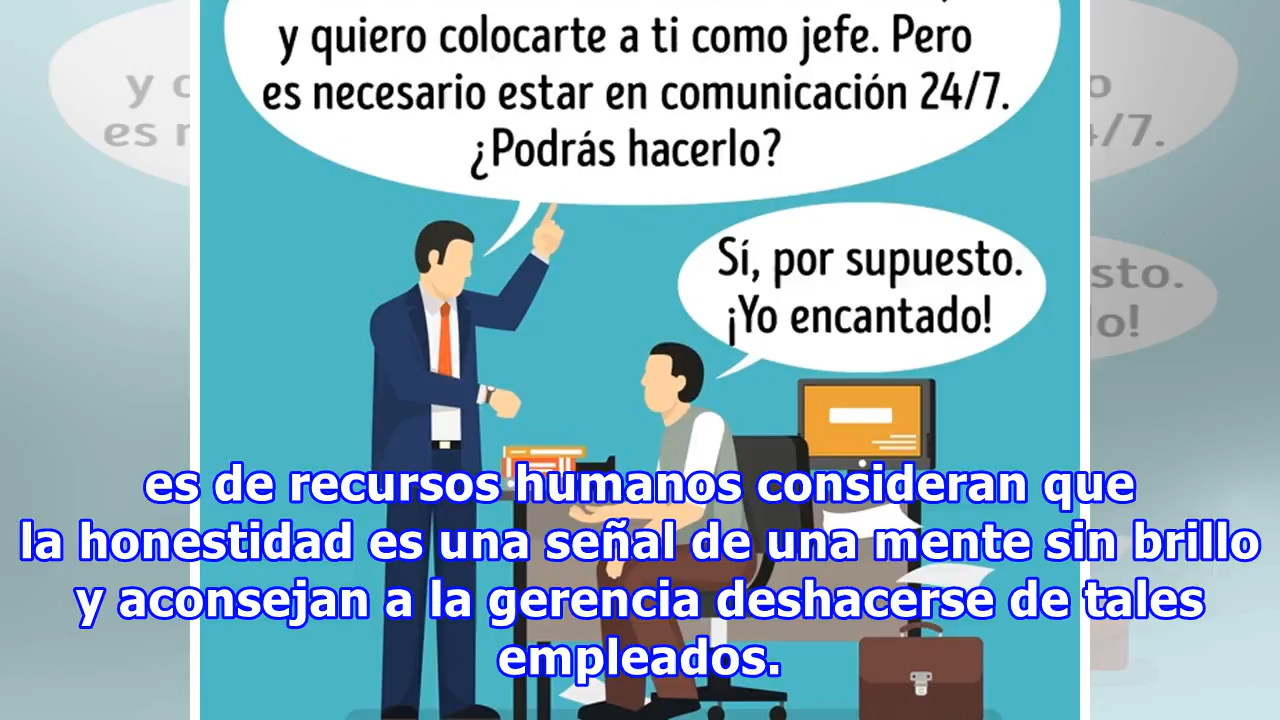 y quiero colocarte a ti como jefe. Pero
es necesario estar en comunicación 24/7.
¿Podrás hacerlo?
Sí, por supuesto.
¡Yo encantado!
es de recursos humanos consideran que
la honestidad es una señal de una mente sin brillo
y aconsejan a la gerencia deshacerse de tales
empleados.